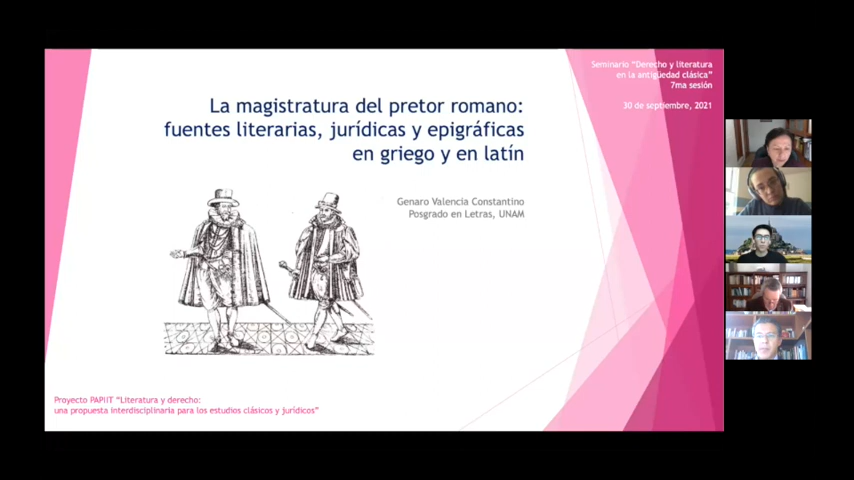 Seminario "Derecho y literatura
en la antigüedad clásica"
7ma sesión
30 de septiembre, 2021
La magistratura del pretor romano:
fuentes literarias, jurídicas y epigráficas
en griego y en latín
Genaro Valencia Constantino
Posgrado en Letras, UNAM
Proyecto PAPIIT "Literatura y derecho:
una propuesta interdisciplinaria para los estudios clásicos y jurídicos"